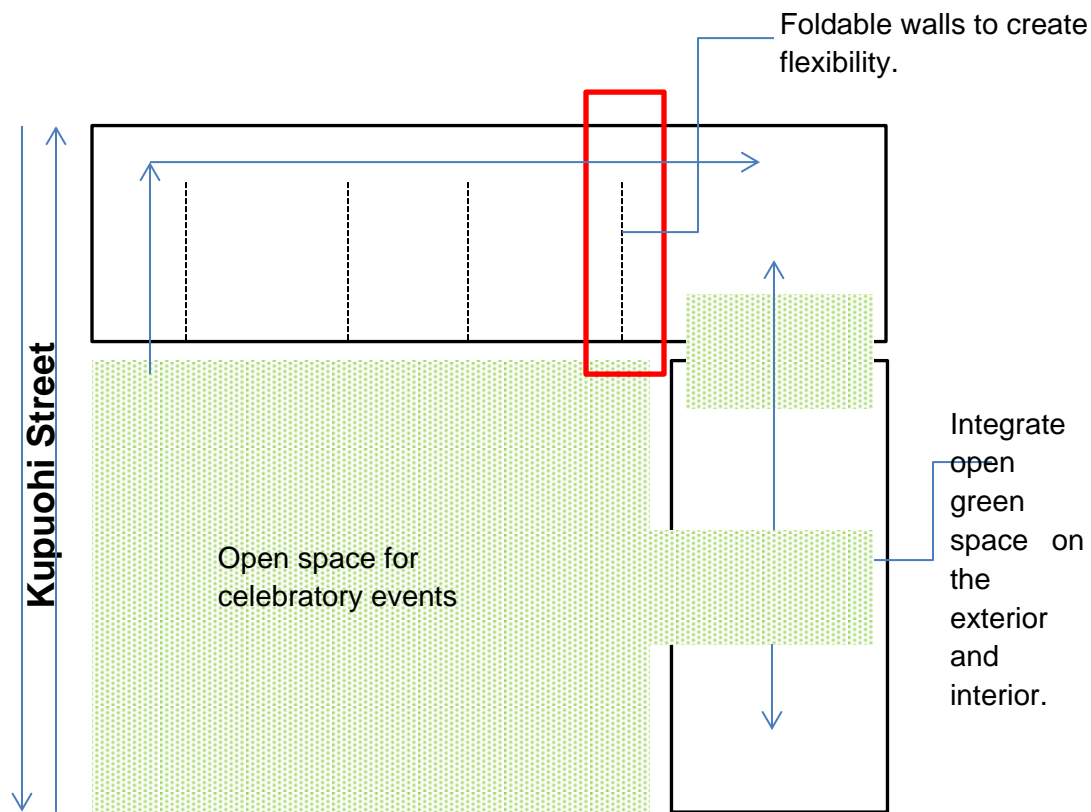 Foldable walls to create
flexibility.
Kupuohi Street
Open space for
celebratory events
Integrate
open
green
space on
the
exterior
and
interior.